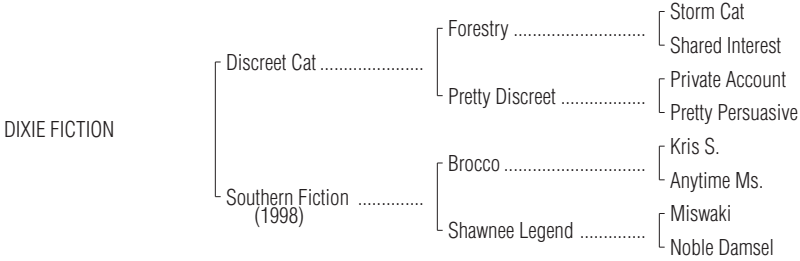 Storm Cat
Forestry ............................
Shared Interest
Discreet Cat ......................
Private Account
Pretty Discreet ..................
Pretty Persuasive
DIXIE FICTION
Kris S.
Brocco ..............................
Anytime Ms.
Southern Fiction ..............
(1998)
Miswaki
Shawnee Legend ..............
Noble Damsel